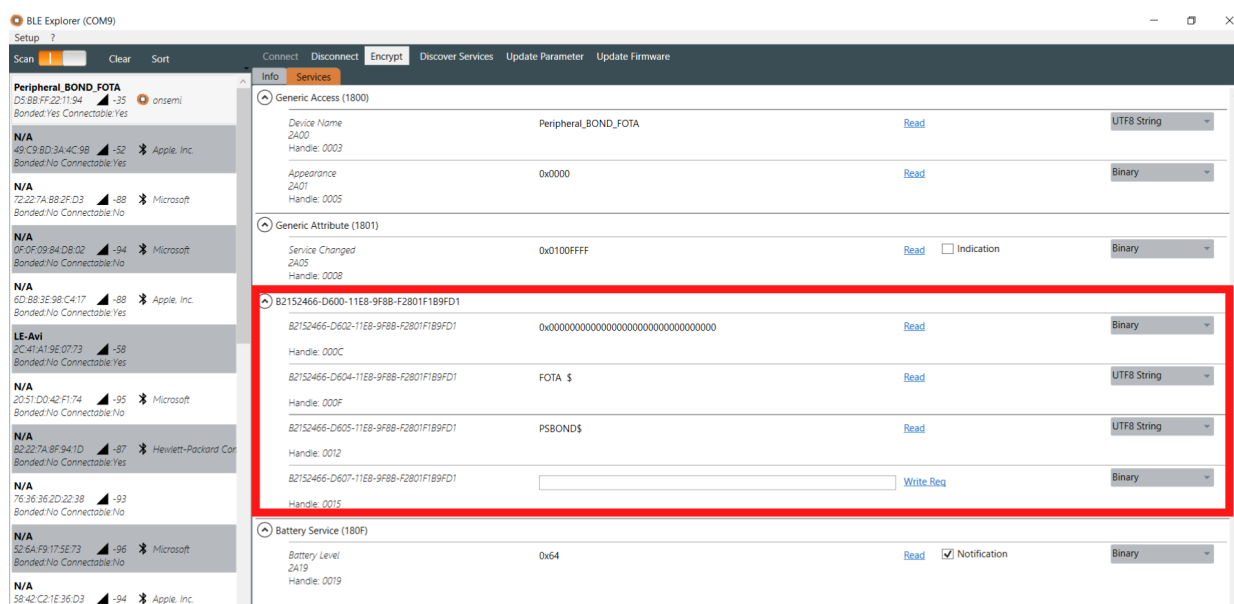 BLE Explorer (COM9)
Setup ?
Scan Clear Sort
Connect Disconnect Encrypt Discover Services Update Parameter Update Firmware
Peripheral_BOND_FOTA
D5:BB:FF:22:11:94 -35 onsemi
Bonded:Yes Connectable:Yes
N/A
49:C9:BD:3A:4C:9B -52 Apple, Inc.
Bonded:No Connectable:Yes
N/A
72:22:7A:B8:2F:D3 -88 Microsoft
Bonded:No Connectable:No
N/A
0F:0F:09:84:DB:02 -94 Microsoft
Bonded:No Connectable:No
N/A
6D:B8:3E:98:C4:17 -88 Apple, Inc.
Bonded:No Connectable:Yes
LE-Avi
2C:41:A1:9E:07:73 -58
Bonded:No Connectable:Yes
N/A
20:51:D0:42:F1:74 -95 Microsoft
Bonded:No Connectable:No
N/A
B2:22:7A:8F:94:1D -87 Hewlett-Packard Con
Bonded:No Connectable:Yes
N/A
76:36:36:2D:22:38 -93
Bonded:No Connectable:No
N/A
52:6A:F9:17:5E:73 -96 Microsoft
Bonded:No Connectable:No
N/A
58:42:C2:1E:36:D3 -94 Apple, Inc.
Info Services
Generic Access (1800)
Device Name Peripheral_BOND_FOTA Read UTF8 String
2A00
Handle: 0003
Appearance 0x0000 Read Binary
2A01
Handle: 0005
Generic Attribute (1801)
Service Changed 0x0100FFFF Read Indication Binary
2A05
Handle: 0008
B2152466-D600-11E8-9F8B-F2801F1B9FD1
B2152466-D602-11E8-9F8B-F2801F1B9FD1 0x00000000000000000000000000000000 Read Binary
Handle: 000C
B2152466-D604-11E8-9F8B-F2801F1B9FD1 FOTA $ Read UTF8 String
Handle: 000F
B2152466-D605-11E8-9F8B-F2801F1B9FD1 PSBOND$ Read UTF8 String
Handle: 0012
B2152466-D607-11E8-9F8B-F2801F1B9FD1 Write Req Binary
Handle: 0015
Battery Service (180F)
Battery Level 0x64 Read Notification Binary
2A19
Handle: 0019